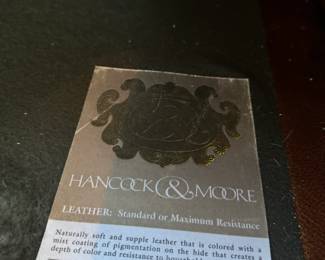 HANCOCK & MOORE
LEATHER: Standard or Maximum Resistance
Naturally soft and supple leather that is colored with a
mist coating of pigmentation on the hide that creates a
depth of color and resistance to household